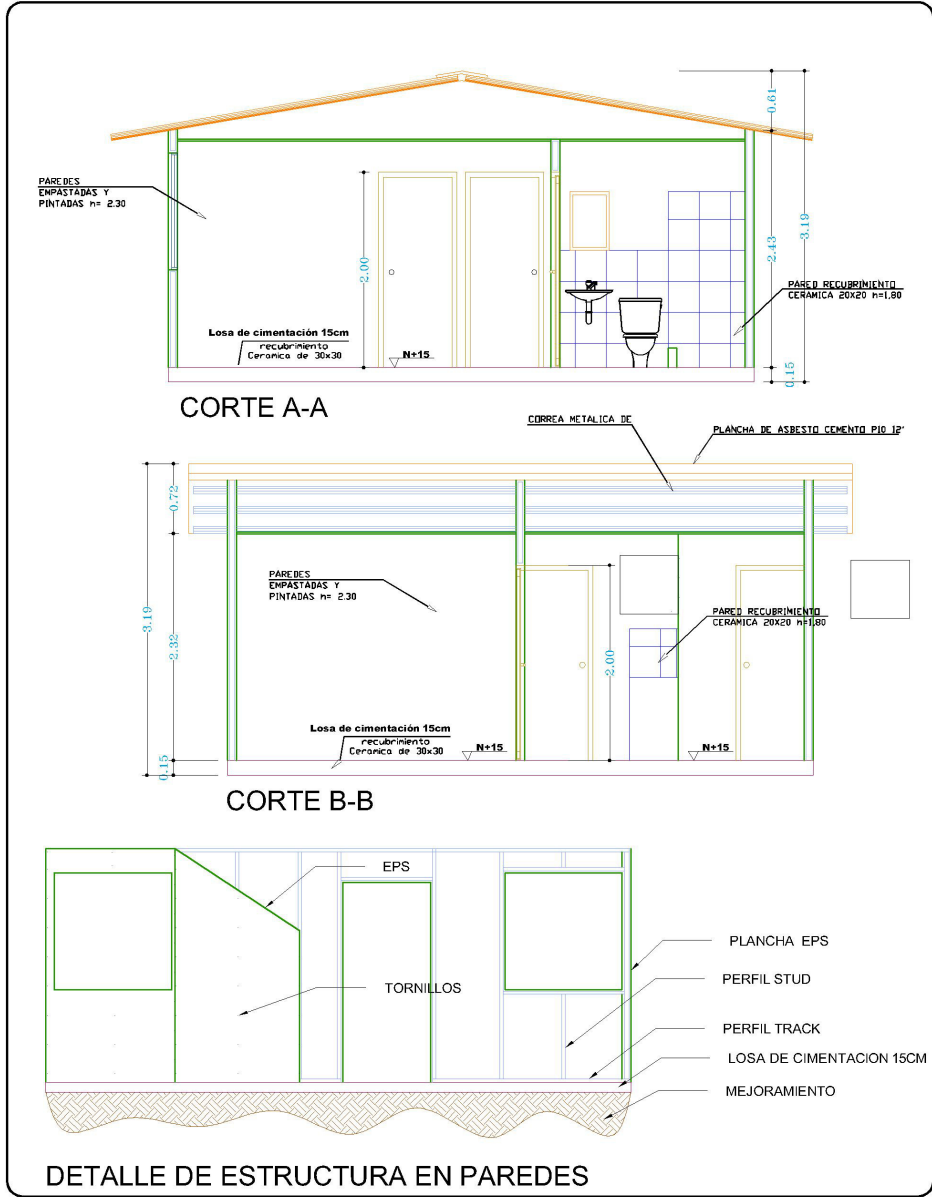 0.61
PAREDES
EMPASTADAS Y
PINTADAS h= 2.30
2.00
2.43
3.19
PARED RECUBRIMIENTO
CERAMICA 20X20 h=1.80
Losa de cimentación 15cm
recubrimiento
Ceramica de 30x30
N+15
0.15
CORTE A-A
CORREA METALICA DE
PLANCHA DE ASBESTO CEMENTO P10 12'
0.72
PAREDES
EMPASTADAS Y
PINTADAS h= 2.30
3.19
2.32
PARED RECUBRIMIENTO
CERAMICA 20X20 h=1.80
2.00
Losa de cimentación 15cm
recubrimiento
Ceramica de 30x30
N+15
N+15
0.15
CORTE B-B
EPS
PLANCHA EPS
PERFIL STUD
TORNILLOS
PERFIL TRACK
LOSA DE CIMENTACION 15CM
MEJORAMIENTO
DETALLE DE ESTRUCTURA EN PAREDES